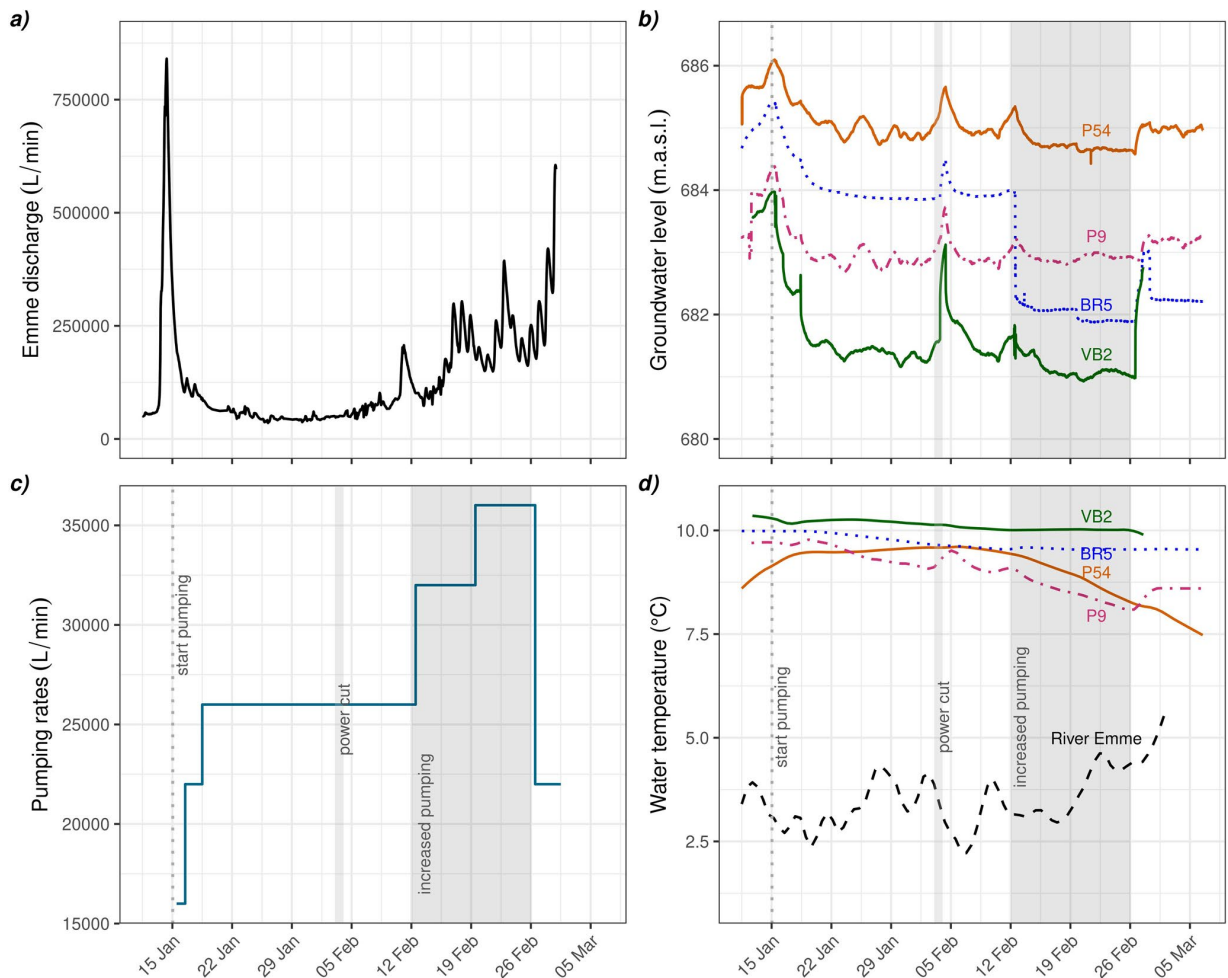 a)
Emme discharge (L/min)
750000
500000
250000
0
b)
Groundwater level (m.a.s.l.)
686
684
682
680
P54
P9
BR5
VB2
c)
Pumping rates (L/min)
35000
30000
25000
20000
15000
start pumping
power cut
increased pumping
15 Jan
22 Jan
29 Jan
05 Feb
12 Feb
19 Feb
26 Feb
05 Mar
d)
Water temperature (°C)
10.0
7.5
5.0
2.5
VB2
BR5
P54
P9
River Emme
start pumping
power cut
increased pumping
15 Jan
22 Jan
29 Jan
05 Feb
12 Feb
19 Feb
26 Feb
05 Mar